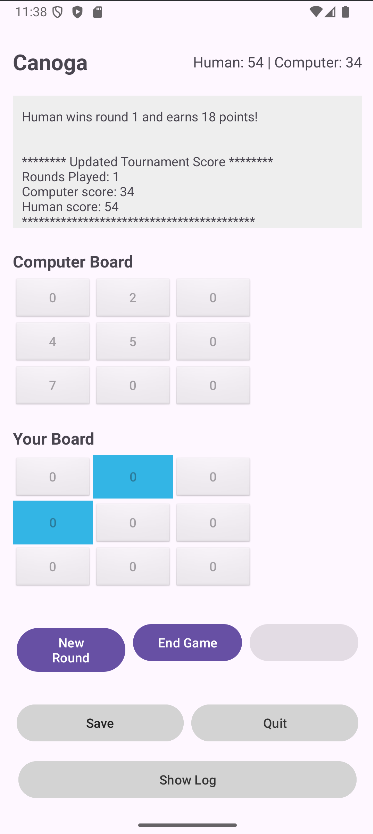 11:38
Canoga
Human: 54 | Computer: 34
Human wins round 1 and earns 18 points!
******** Updated Tournament Score ********
Rounds Played: 1
Computer score: 34
Human score: 54
*******************************************
Computer Board
0 2 0
4 5 0
7 0 0
Your Board
0 0 0
0 0 0
0 0 0
New
Round
End Game
Save
Quit
Show Log